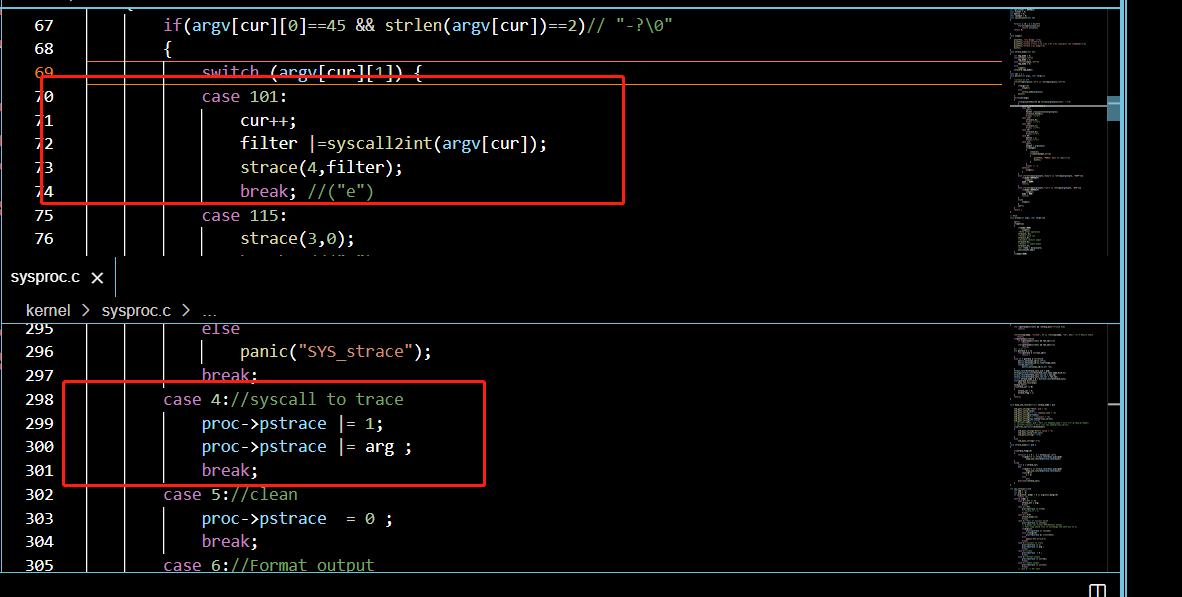 67 if(argv[cur][0]==45 && strlen(argv[cur])==2)// "-?\0"
68 {
69 switch (argv[cur][1]) {
70 case 101:
71 cur++;
72 filter |=syscall2int(argv[cur]);
73 strace(4,filter);
74 break; //("e")
75 case 115:
76 strace(3,0);
sysproc.c ×
kernel > sysproc.c > ...
295 else
296 panic("SYS_strace");
297 break;
298 case 4://syscall to trace
299 proc->pstrace |= 1;
300 proc->pstrace |= arg ;
301 break;
302 case 5://clean
303 proc->pstrace = 0 ;
304 break;
305 case 6://Format output